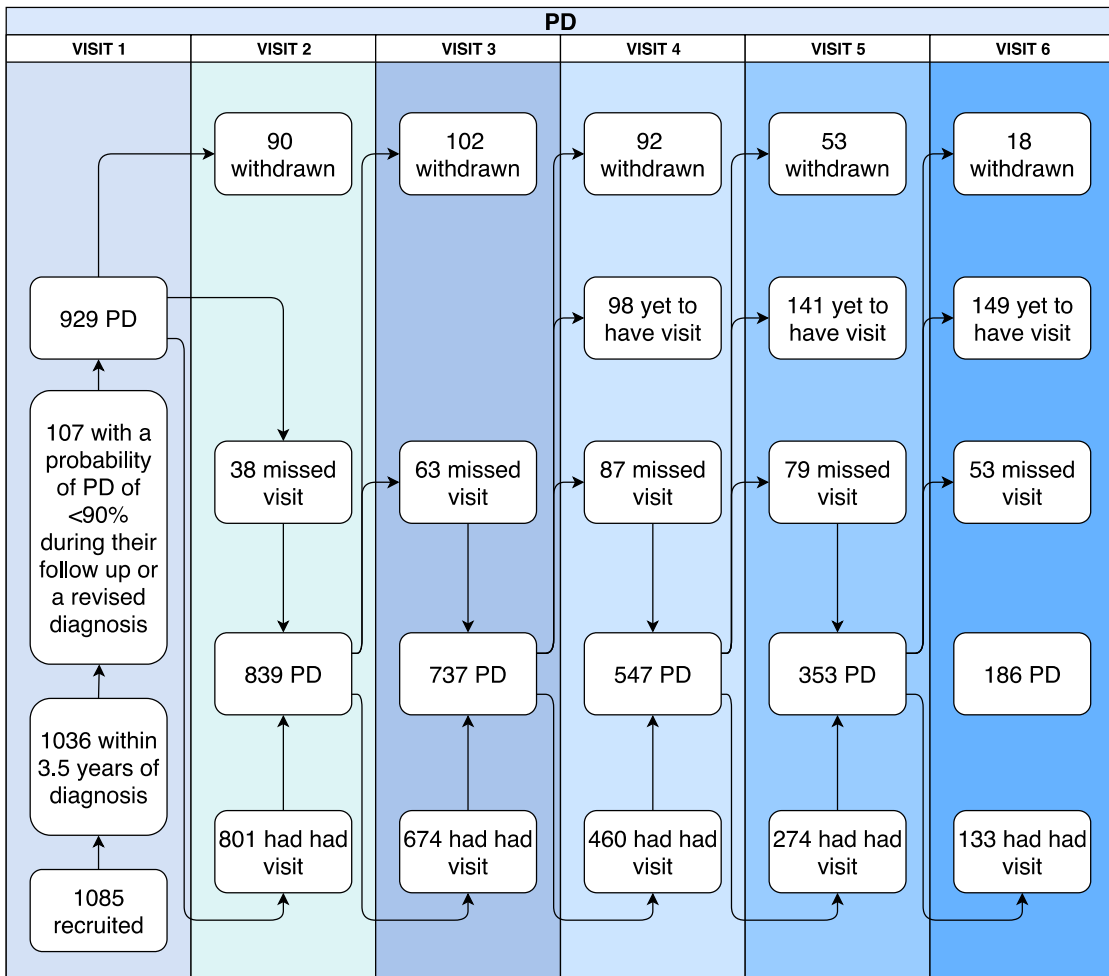 PD
VISIT 1
VISIT 2
VISIT 3
VISIT 4
VISIT 5
VISIT 6
90
withdrawn
102
withdrawn
92
withdrawn
53
withdrawn
18
withdrawn
929 PD
98 yet to
have visit
141 yet to
have visit
149 yet to
have visit
107 with a
probability
of PD of
<90%
during their
follow up or
a revised
diagnosis
38 missed
visit
63 missed
visit
87 missed
visit
79 missed
visit
53 missed
visit
839 PD
737 PD
547 PD
353 PD
186 PD
1036 within
3.5 years of
diagnosis
801 had had
visit
674 had had
visit
460 had had
visit
274 had had
visit
133 had had
visit
1085
recruited